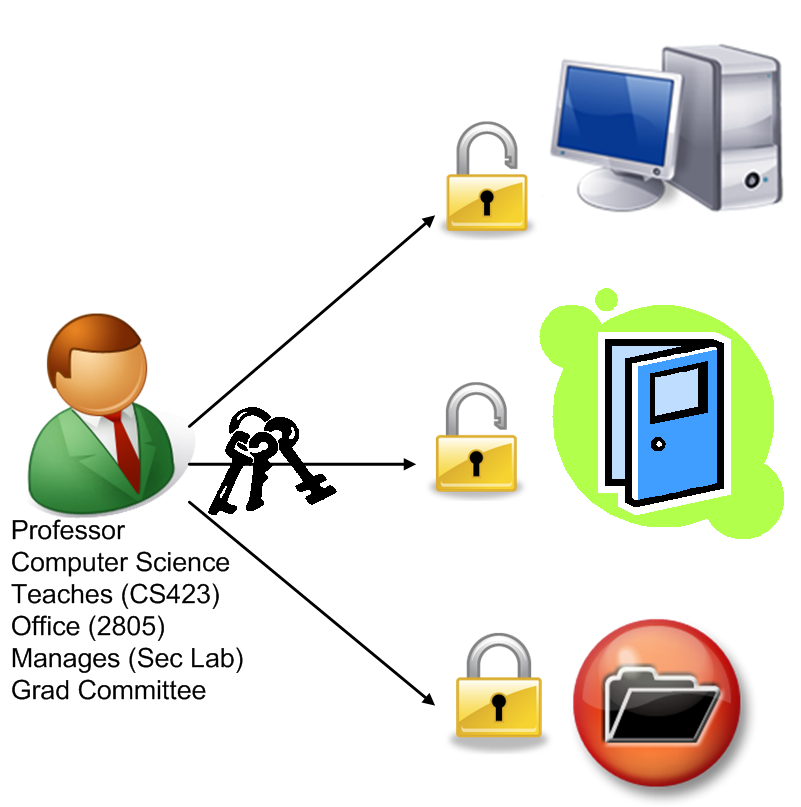 Professor
Computer Science
Teaches (CS423)
Office (2805)
Manages (Sec Lab)
Grad Committee